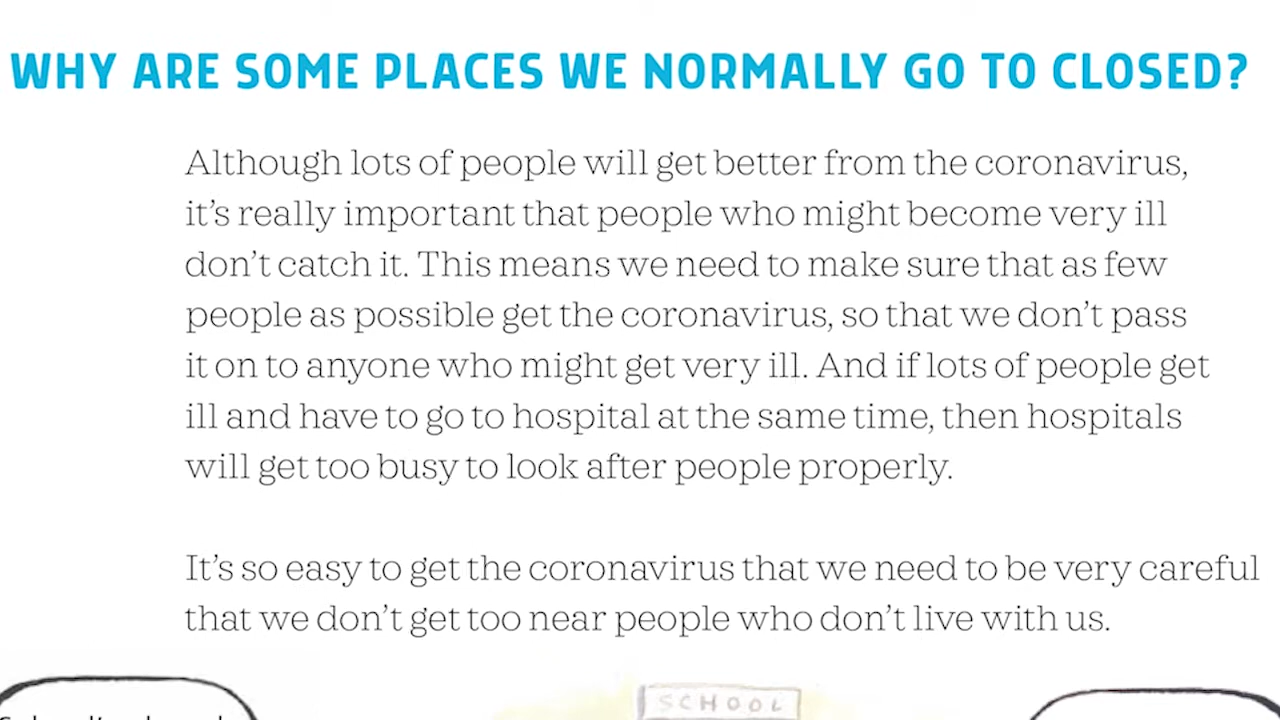 WHY ARE SOME PLACES WE NORMALLY GO TO CLOSED?
Although lots of people will get better from the coronavirus,
it's really important that people who might become very ill
don't catch it. This means we need to make sure that as few
people as possible get the coronavirus, so that we don't pass
it on to anyone who might get very ill. And if lots of people get
ill and have to go to hospital at the same time, then hospitals
will get too busy to look after people properly.
It's so easy to get the coronavirus that we need to be very careful
that we don't get too near people who don't live with us.
SCHOOL